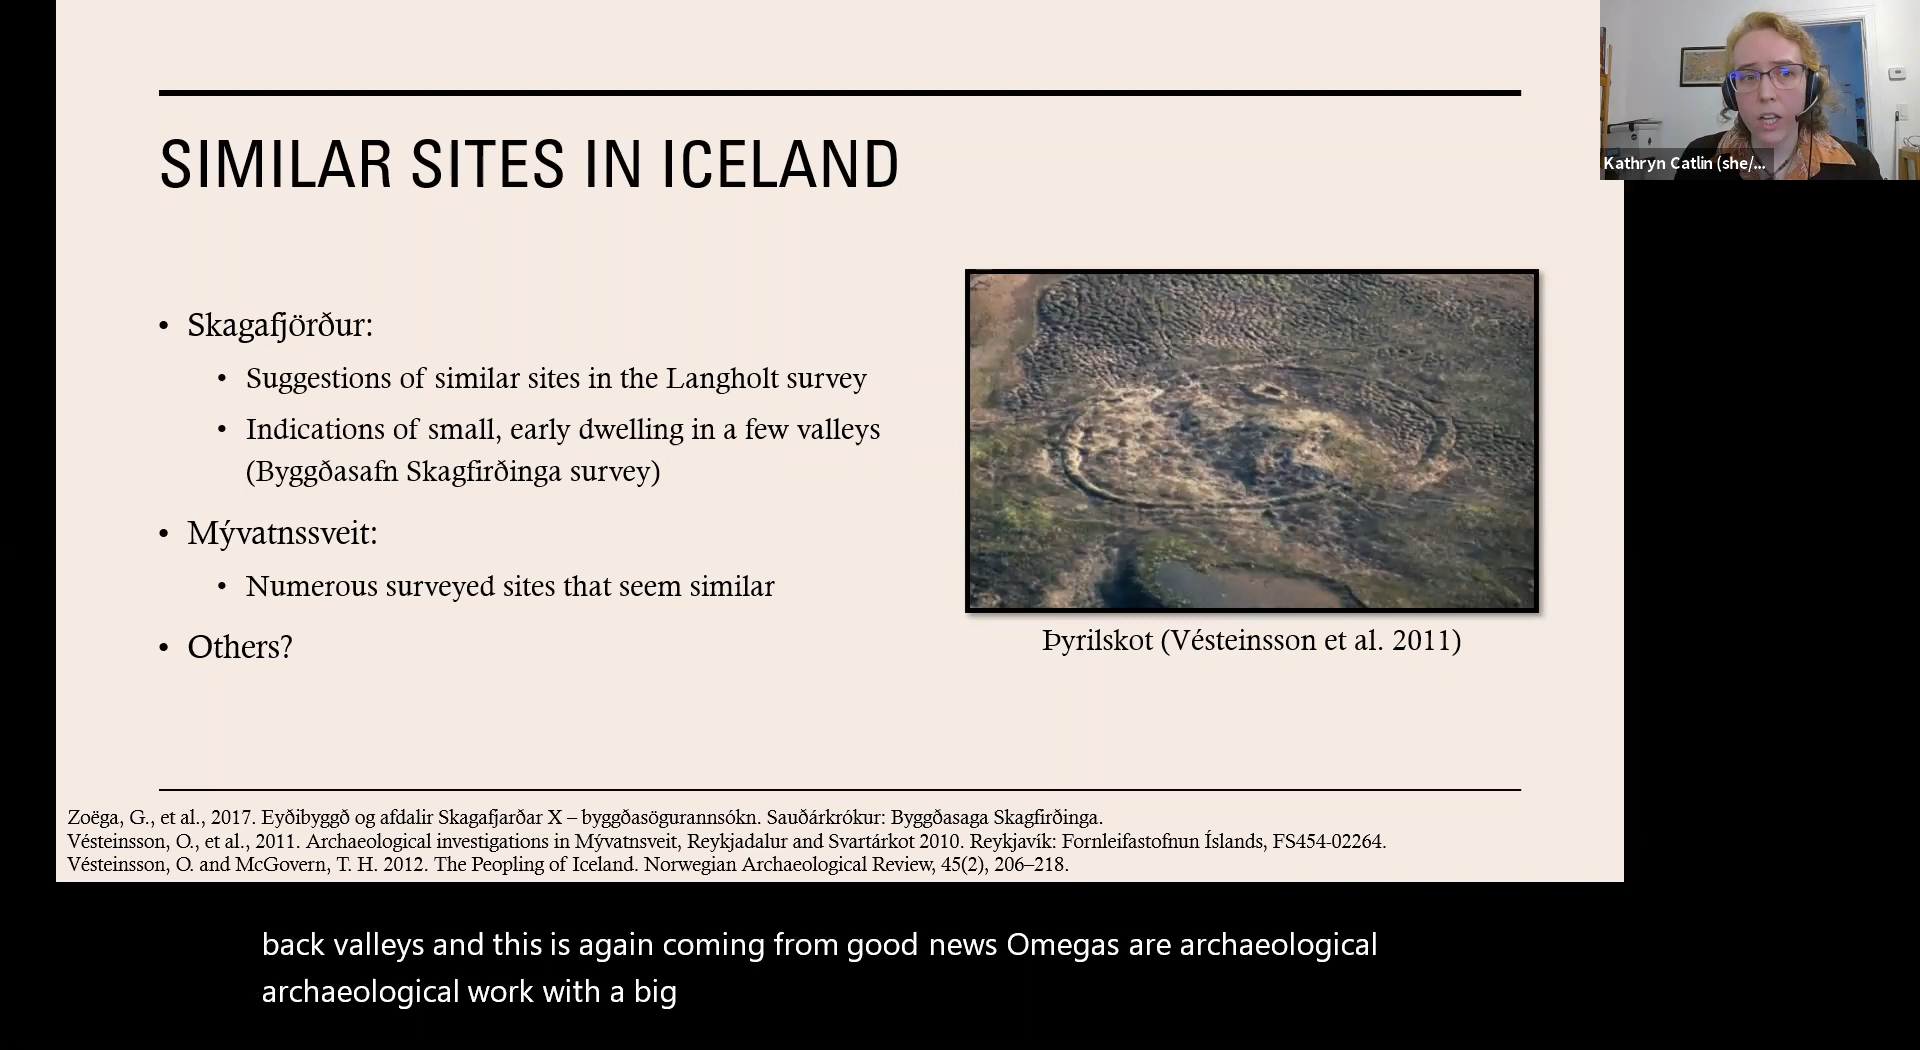 SIMILAR SITES IN ICELAND
• Skagafjörður:
• Suggestions of similar sites in the Langholt survey
• Indications of small, early dwelling in a few valleys
(Byggðasafn Skagfirðinga survey)
• Mývatnssveit:
• Numerous surveyed sites that seem similar
• Others?
Þyrilskot (Vésteinsson et al. 2011)
Zoëga, G., et al., 2017. Eyðibyggð og afdalir Skagafjarðar X – byggðasögurannsókn. Sauðárkrókur: Byggðasaga Skagfirðinga.
Vésteinsson, O., et al., 2011. Archaeological investigations in Mývatnsveit, Reykjadalur and Svartárkot 2010. Reykjavík: Fornleifastofnun Íslands, FS454-02264.
Vésteinsson, O. and McGovern, T. H. 2012. The Peopling of Iceland. Norwegian Archaeological Review, 45(2), 206–218.
Kathryn Catlin (she/...
back valleys and this is again coming from good news Omegas are archaeological
archaeological work with a big